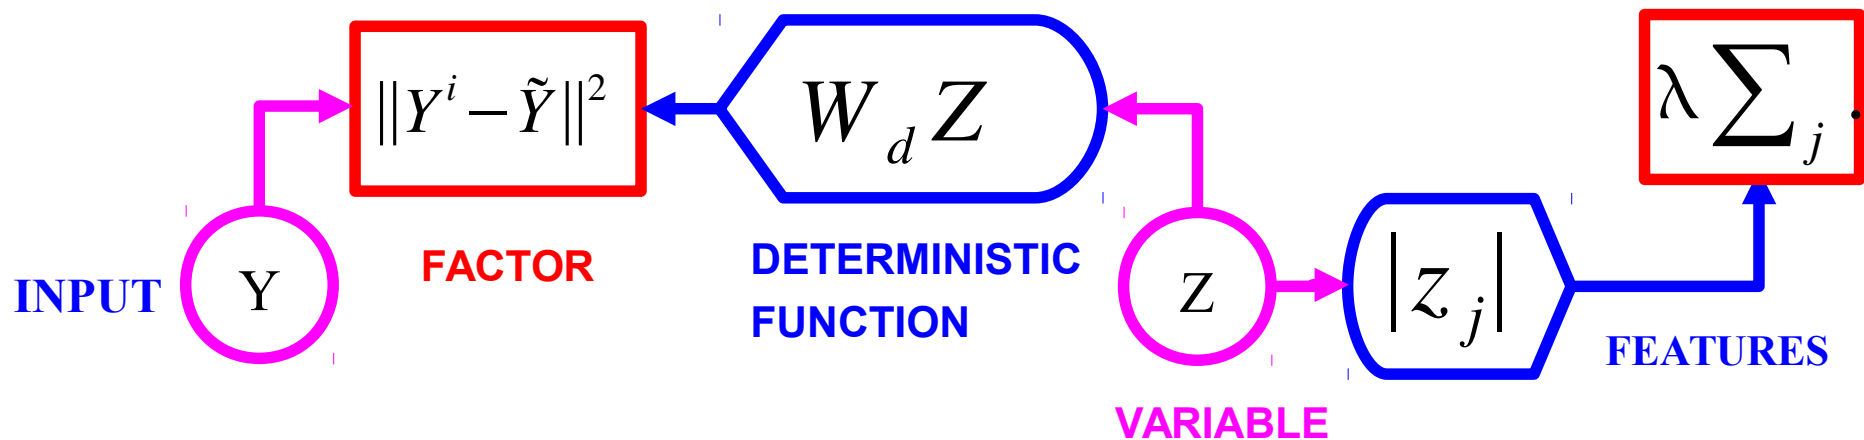 ‖Y^i − Ỹ‖²
W_d Z
λ ∑_j .
INPUT
Y
FACTOR
DETERMINISTIC
FUNCTION
Z
|z_j|
FEATURES
VARIABLE